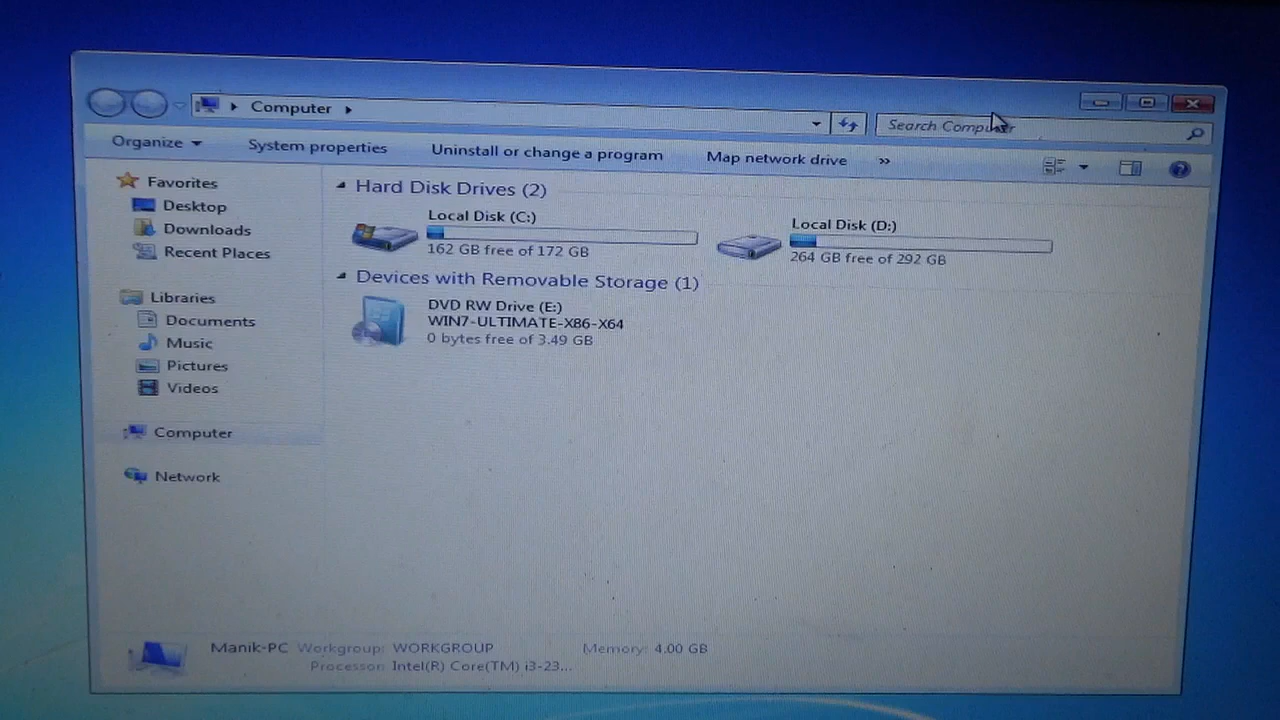 Computer
Search Computer
Organize
System properties
Uninstall or change a program
Map network drive
»
Favorites
Desktop
Downloads
Recent Places
Libraries
Documents
Music
Pictures
Videos
Computer
Network
Hard Disk Drives (2)
Local Disk (C:)
162 GB free of 172 GB
Local Disk (D:)
264 GB free of 292 GB
Devices with Removable Storage (1)
DVD RW Drive (E:)
WIN7-ULTIMATE-X86-X64
0 bytes free of 3.49 GB
Manik-PC Workgroup: WORKGROUP Memory: 4.00 GB
Processor: Intel(R) Core(TM) i3-23...